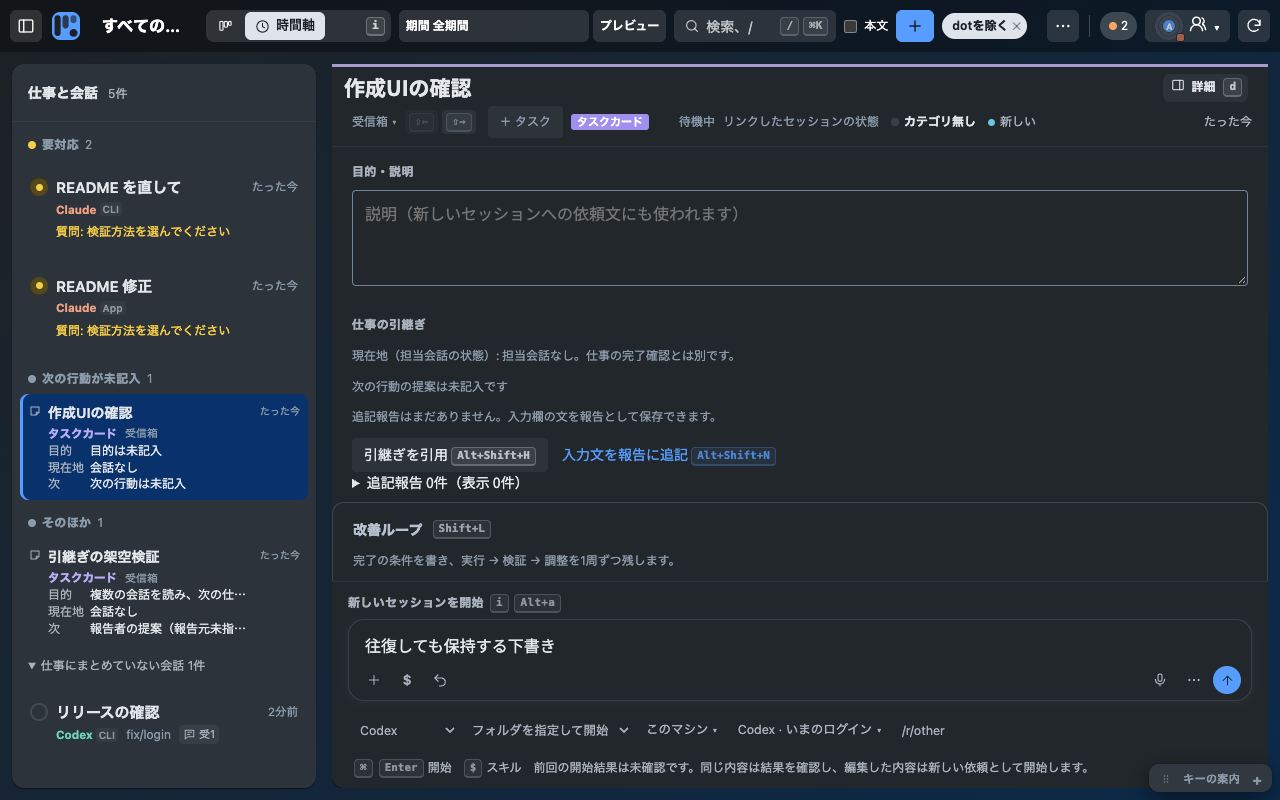 すべての...
時間軸 i
期間 全期間
プレビュー
検索、/ / ⌘K
本文
+
dotを除く ×
...
2
A
仕事と会話 5件
要対応 2
README を直して たった今
Claude CLI
質問: 検証方法を選んでください
README 修正 たった今
Claude App
質問: 検証方法を選んでください
次の行動が未記入 1
作成UIの確認 たった今
タスクカード 受信箱
目的 目的は未記入
現在地 会話なし
次 次の行動は未記入
そのほか 1
引継ぎの架空検証 たった今
タスクカード 受信箱
目的 複数の会話を読み、次の仕…
現在地 会話なし
次 報告者の提案（報告元未指…
▼ 仕事にまとめていない会話 1件
リリースの確認 2分前
Codex CLI fix/login 受1
作成UIの確認
詳細 d
受信箱 ▾ ⇧← ⇧→ + タスク タスクカード 待機中 リンクしたセッションの状態 カテゴリ無し 新しい たった今
目的・説明
説明（新しいセッションへの依頼文にも使われます）
仕事の引継ぎ
現在地（担当会話の状態）: 担当会話なし。仕事の完了確認とは別です。
次の行動の提案は未記入です
追記報告はまだありません。入力欄の文を報告として保存できます。
引継ぎを引用 Alt+Shift+H 入力文を報告に追記 Alt+Shift+N
▶ 追記報告 0件（表示 0件）
改善ループ Shift+L
完了の条件を書き、実行 → 検証 → 調整を1周ずつ残します。
新しいセッションを開始 i Alt+a
往復しても保持する下書き
+ $ ...
Codex フォルダを指定して開始 このマシン ▾ Codex · いまのログイン ▾ /r/other
⌘ Enter 開始 $ スキル 前回の開始結果は未確認です。同じ内容は結果を確認し、編集した内容は新しい依頼として開始します。
キーの案内 +